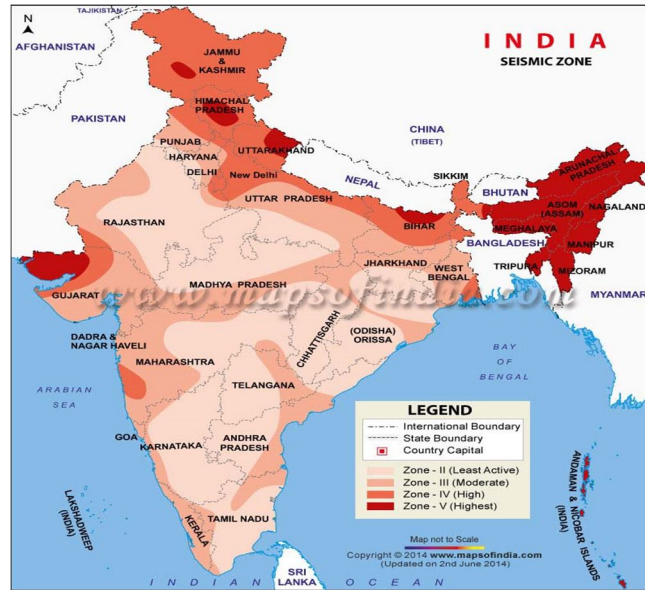 N
TAJIKISTAN
AFGHANISTAN
JAMMU
&
KASHMIR
INDIA
SEISMIC ZONE
HIMACHAL
PRADESH
PAKISTAN
PUNJAB
HARYANA
DELHI
UTTARAKHAND
New Delhi
CHINA
(TIBET)
NEPAL
SIKKIM
BHUTAN
ARUNACHAL
PRADESH
ASOM
(ASSAM)
NAGALAND
MEGHALAYA
MANIPUR
BANGLADESH
TRIPURA
MIZORAM
MYANMAR
RAJASTHAN
UTTAR PRADESH
BIHAR
JHARKHAND
WEST
BENGAL
GUJARAT
MADHYA PRADESH
www.mapsofindia.com
CHHATTISGARH
(ODISHA)
ORISSA
DADRA &
NAGAR HAVELI
MAHARASHTRA
TELANGANA
BAY
OF
BENGAL
ARABIAN
SEA
GOA
KARNATAKA
ANDHRA
PRADESH
KERALA
TAMIL NADU
LAKSHADWEEP
(INDIA)
ANDAMAN & NICOBAR ISLANDS
(INDIA)
LEGEND
International Boundary
State Boundary
Country Capital
Zone - II (Least Active)
Zone - III (Moderate)
Zone - IV (High)
Zone - V (Highest)
Map not to Scale
Copyright © 2014 www.mapsofindia.com
(Updated on 2nd June 2014)
SRI
LANKA
INDIAN OCEAN